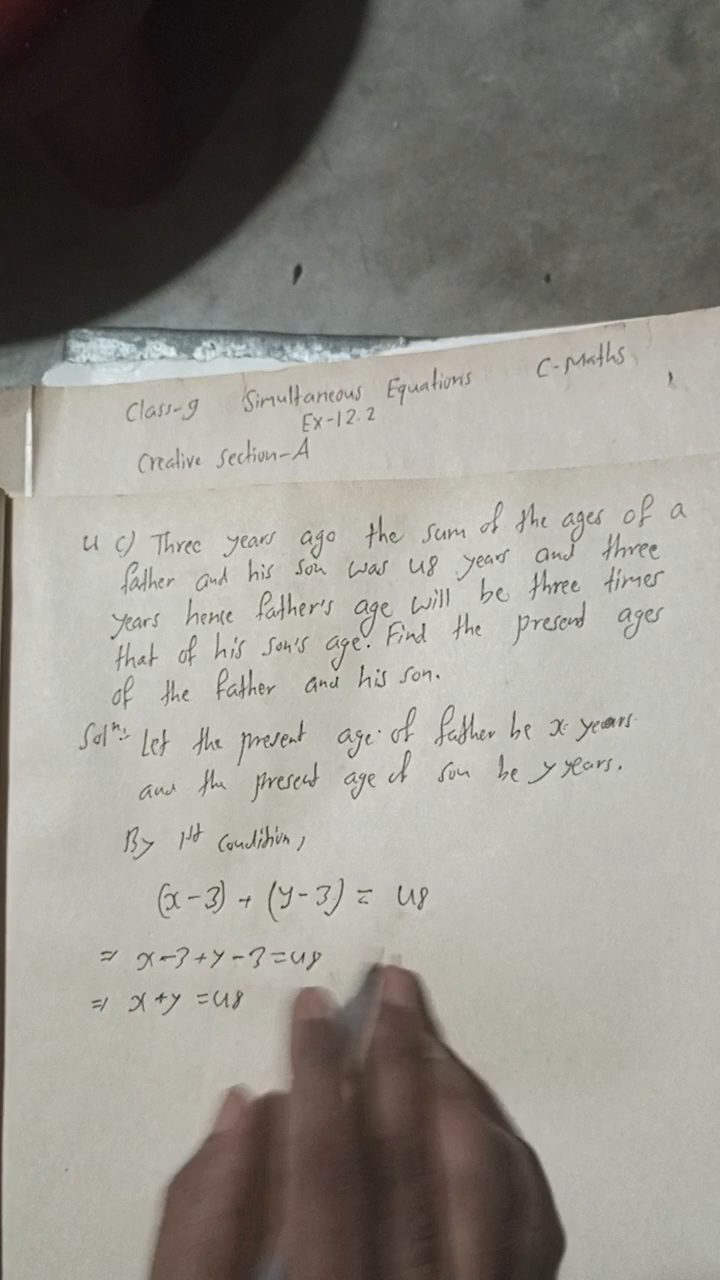 Class-9 Simultaneous Equations C-Maths
Ex-12.2
Creative Section-A
4 c) Three years ago the sum of the ages of a
father and his son was 48 years and three
years hence father's age will be three times
that of his son's age. Find the present ages
of the father and his son.
Solⁿ:- Let the present age of father be x years
and the present age of son be y years.
By 1st condition,
(x-3) + (y-3) = 48
⇒ x-3+y-3=48
⇒ x+y =48